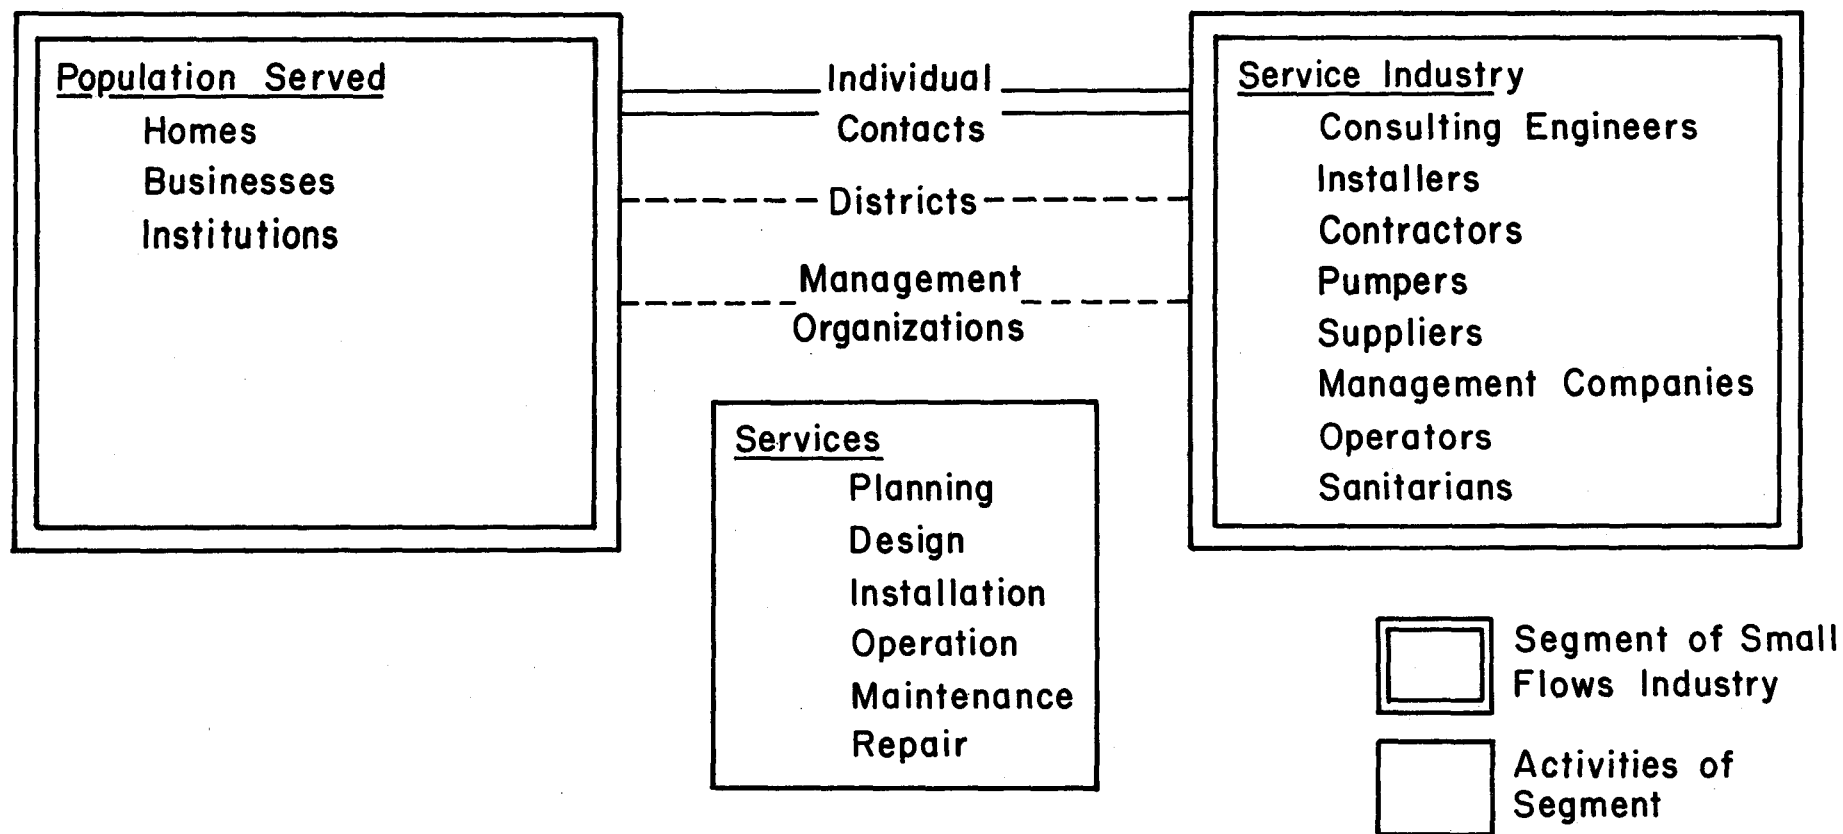 Population Served
Homes
Businesses
Institutions
Individual
Contacts
Districts
Management
Organizations
Service Industry
Consulting Engineers
Installers
Contractors
Pumpers
Suppliers
Management Companies
Operators
Sanitarians
Services
Planning
Design
Installation
Operation
Maintenance
Repair
Segment of Small
Flows Industry
Activities of
Segment